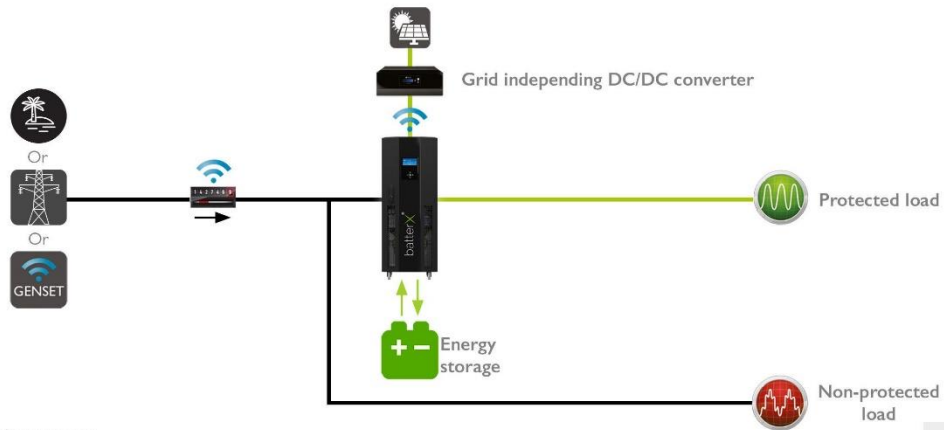 Grid independing DC/DC converter
Or
Or
GENSET
batterX
Protected load
Energy
storage
Non-protected
load